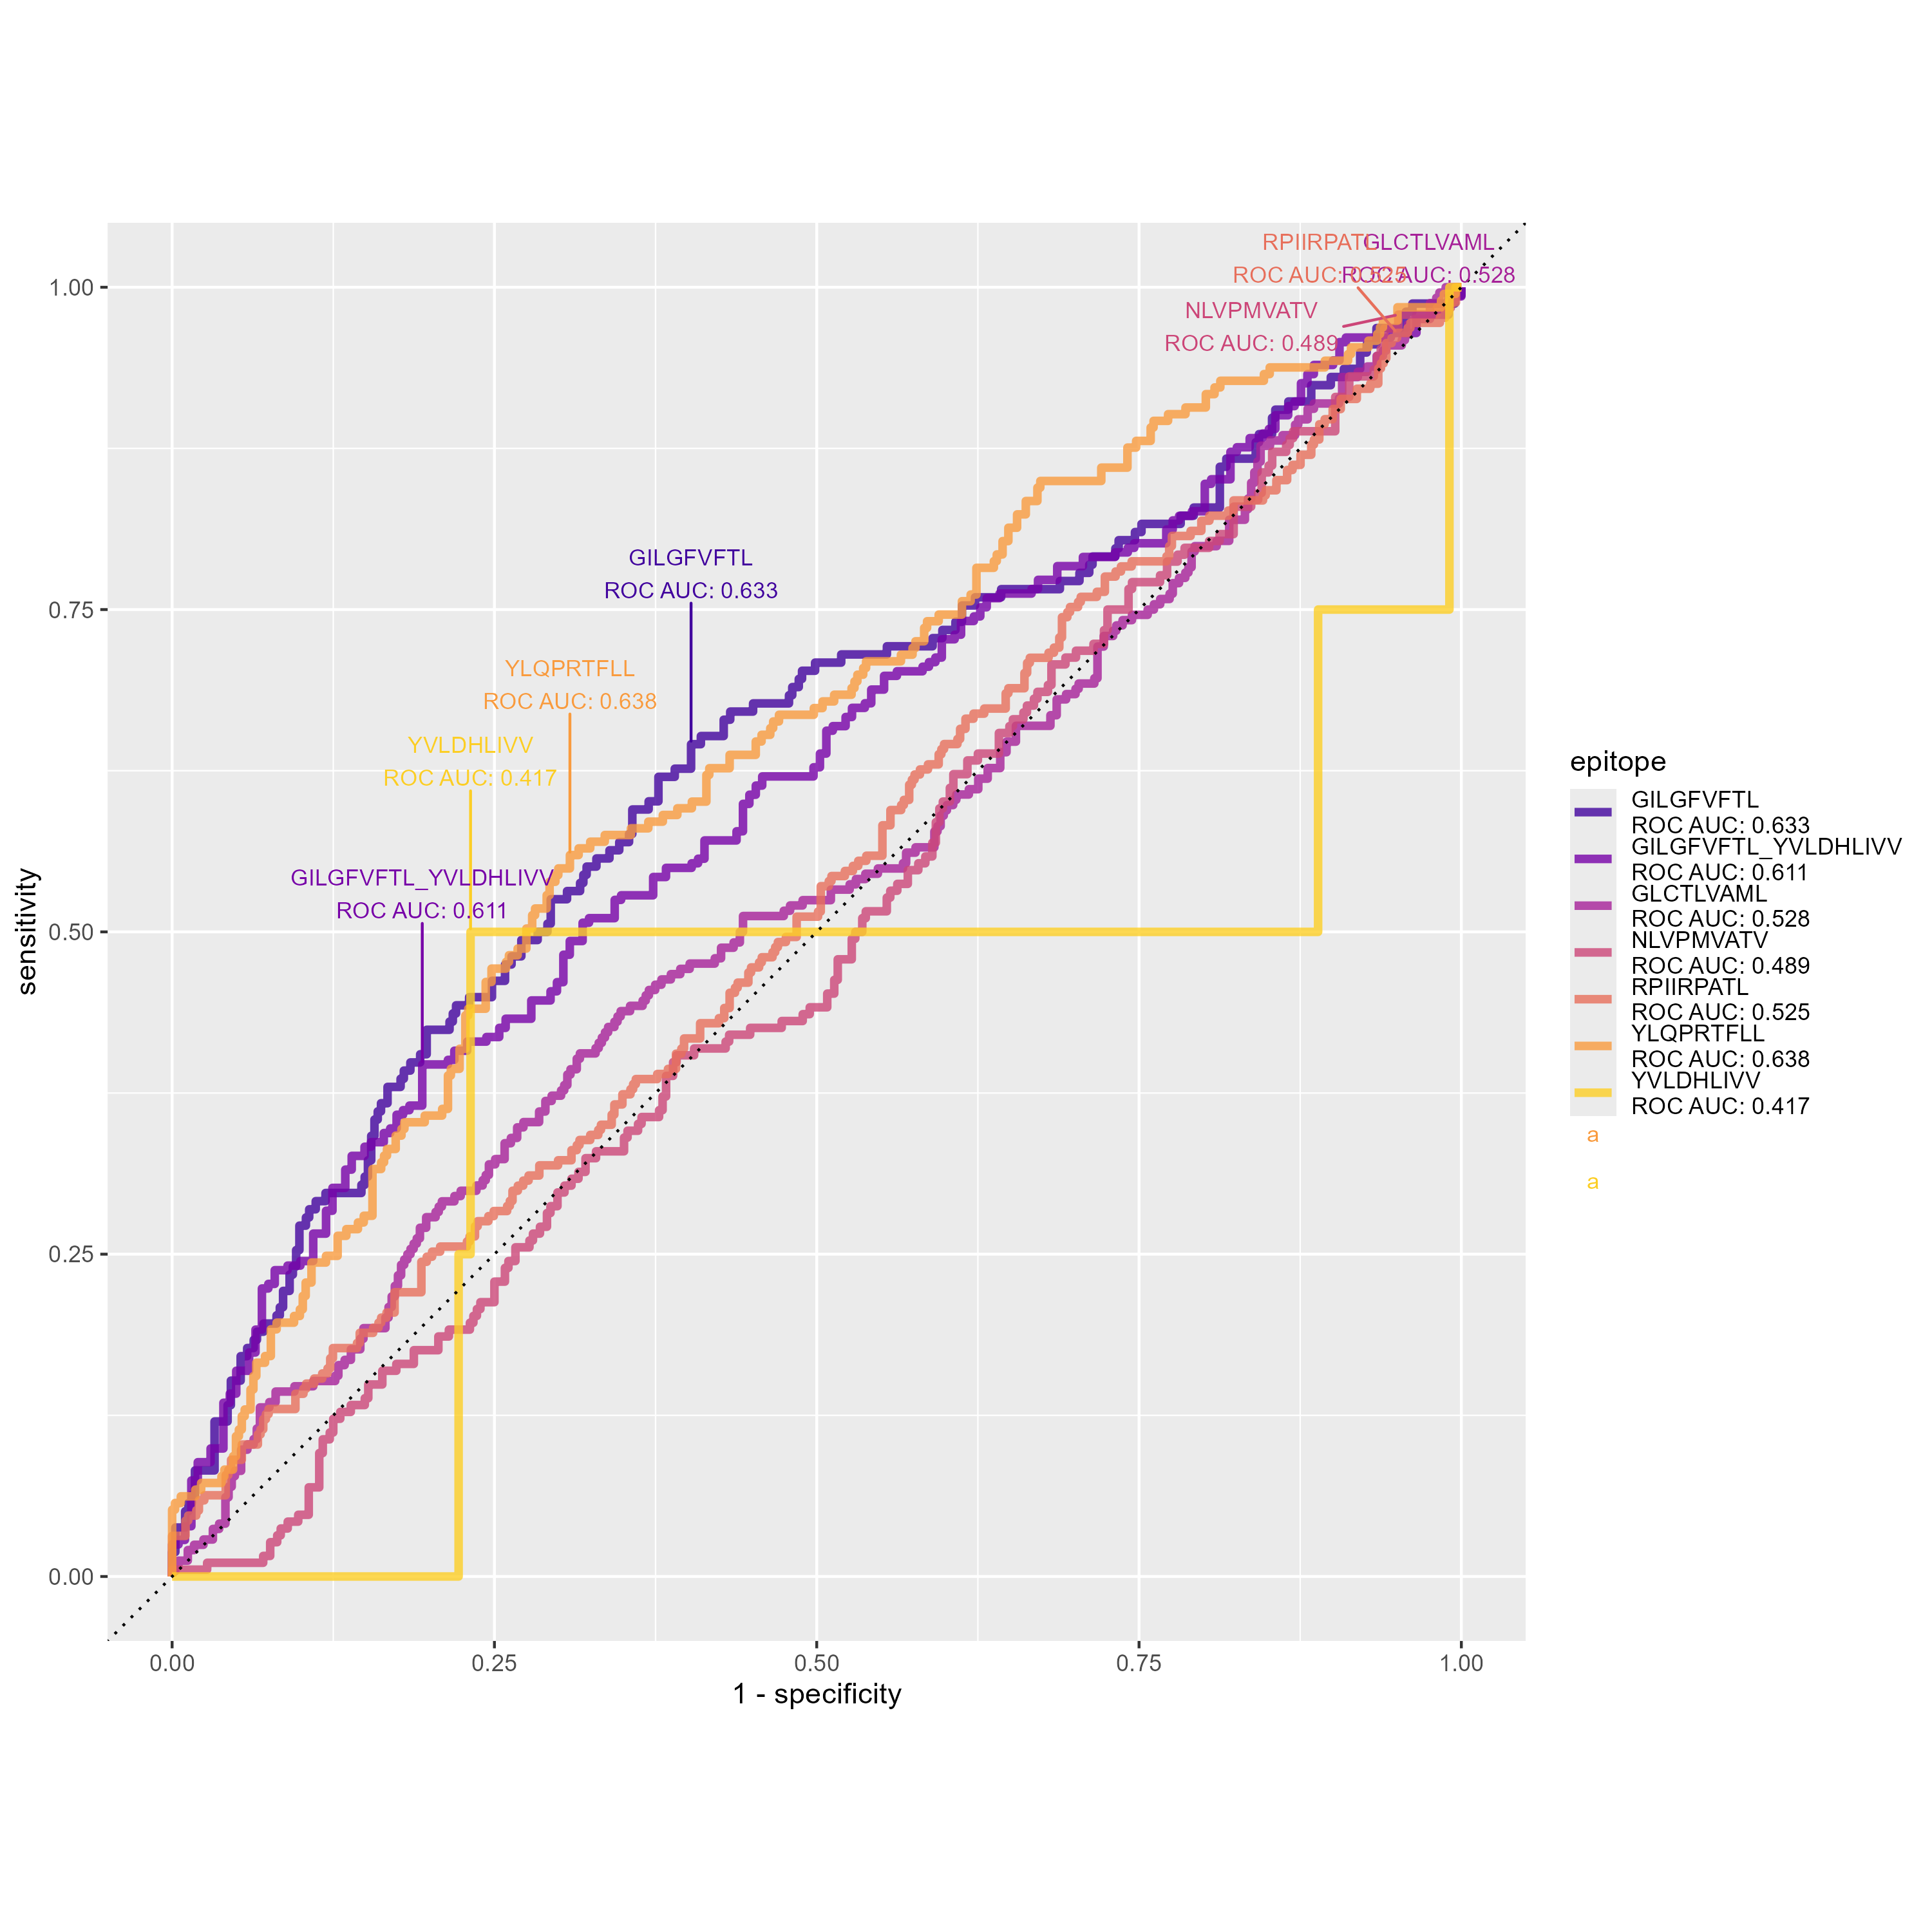 RPIIRPATL
GLCTLVAML
ROC AUC: 0.525
ROC AUC: 0.528
NLVPMVATV
ROC AUC: 0.489
GILGFVFTL
ROC AUC: 0.633
YLQPRTFLL
ROC AUC: 0.638
YVLDHLIVV
ROC AUC: 0.417
GILGFVFTL_YVLDHLIVV
ROC AUC: 0.611
sensitivity
1.00
0.75
0.50
0.25
0.00
0.00
0.25
0.50
0.75
1.00
1 - specificity
epitope
GILGFVFTL
ROC AUC: 0.633
GILGFVFTL_YVLDHLIVV
ROC AUC: 0.611
GLCTLVAML
ROC AUC: 0.528
NLVPMVATV
ROC AUC: 0.489
RPIIRPATL
ROC AUC: 0.525
YLQPRTFLL
ROC AUC: 0.638
YVLDHLIVV
ROC AUC: 0.417
a
a